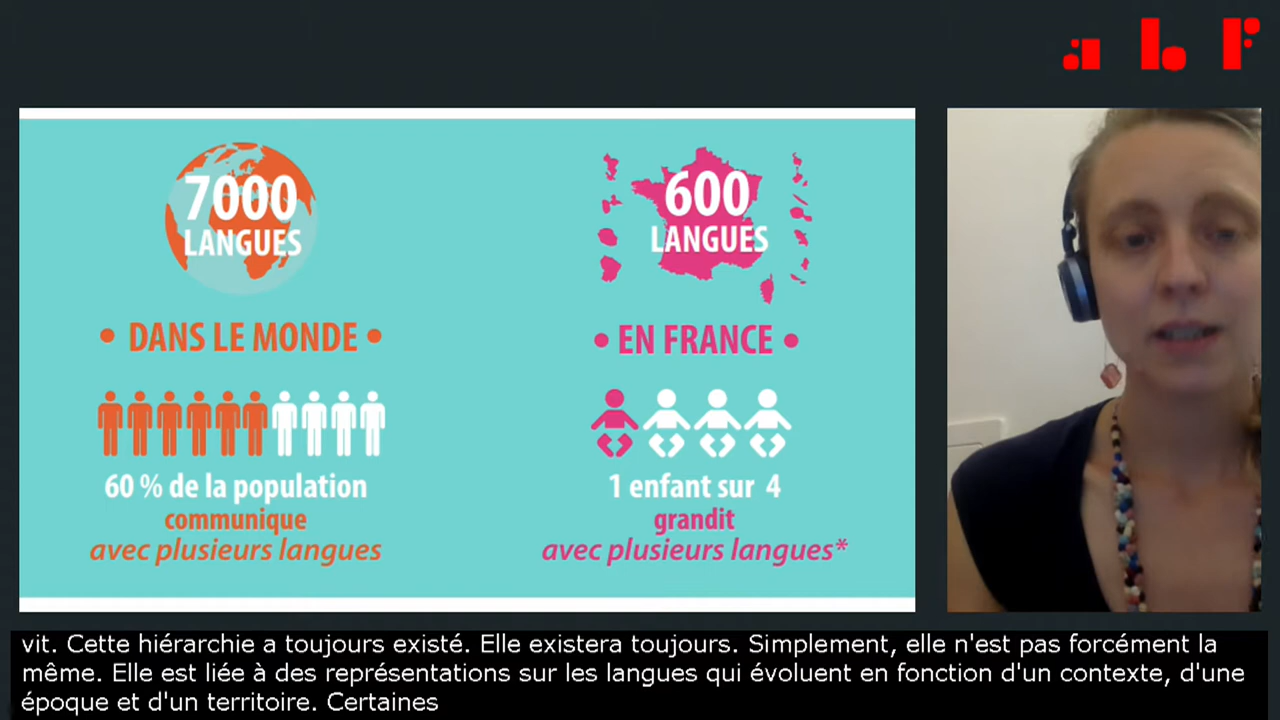 abf
7000
LANGUES
• DANS LE MONDE •
60 % de la population
communique
avec plusieurs langues
600
LANGUES
• EN FRANCE •
1 enfant sur 4
grandit
avec plusieurs langues*
vit. Cette hiérarchie a toujours existé. Elle existera toujours. Simplement, elle n'est pas forcément la
même. Elle est liée à des représentations sur les langues qui évoluent en fonction d'un contexte, d'une
époque et d'un territoire. Certaines